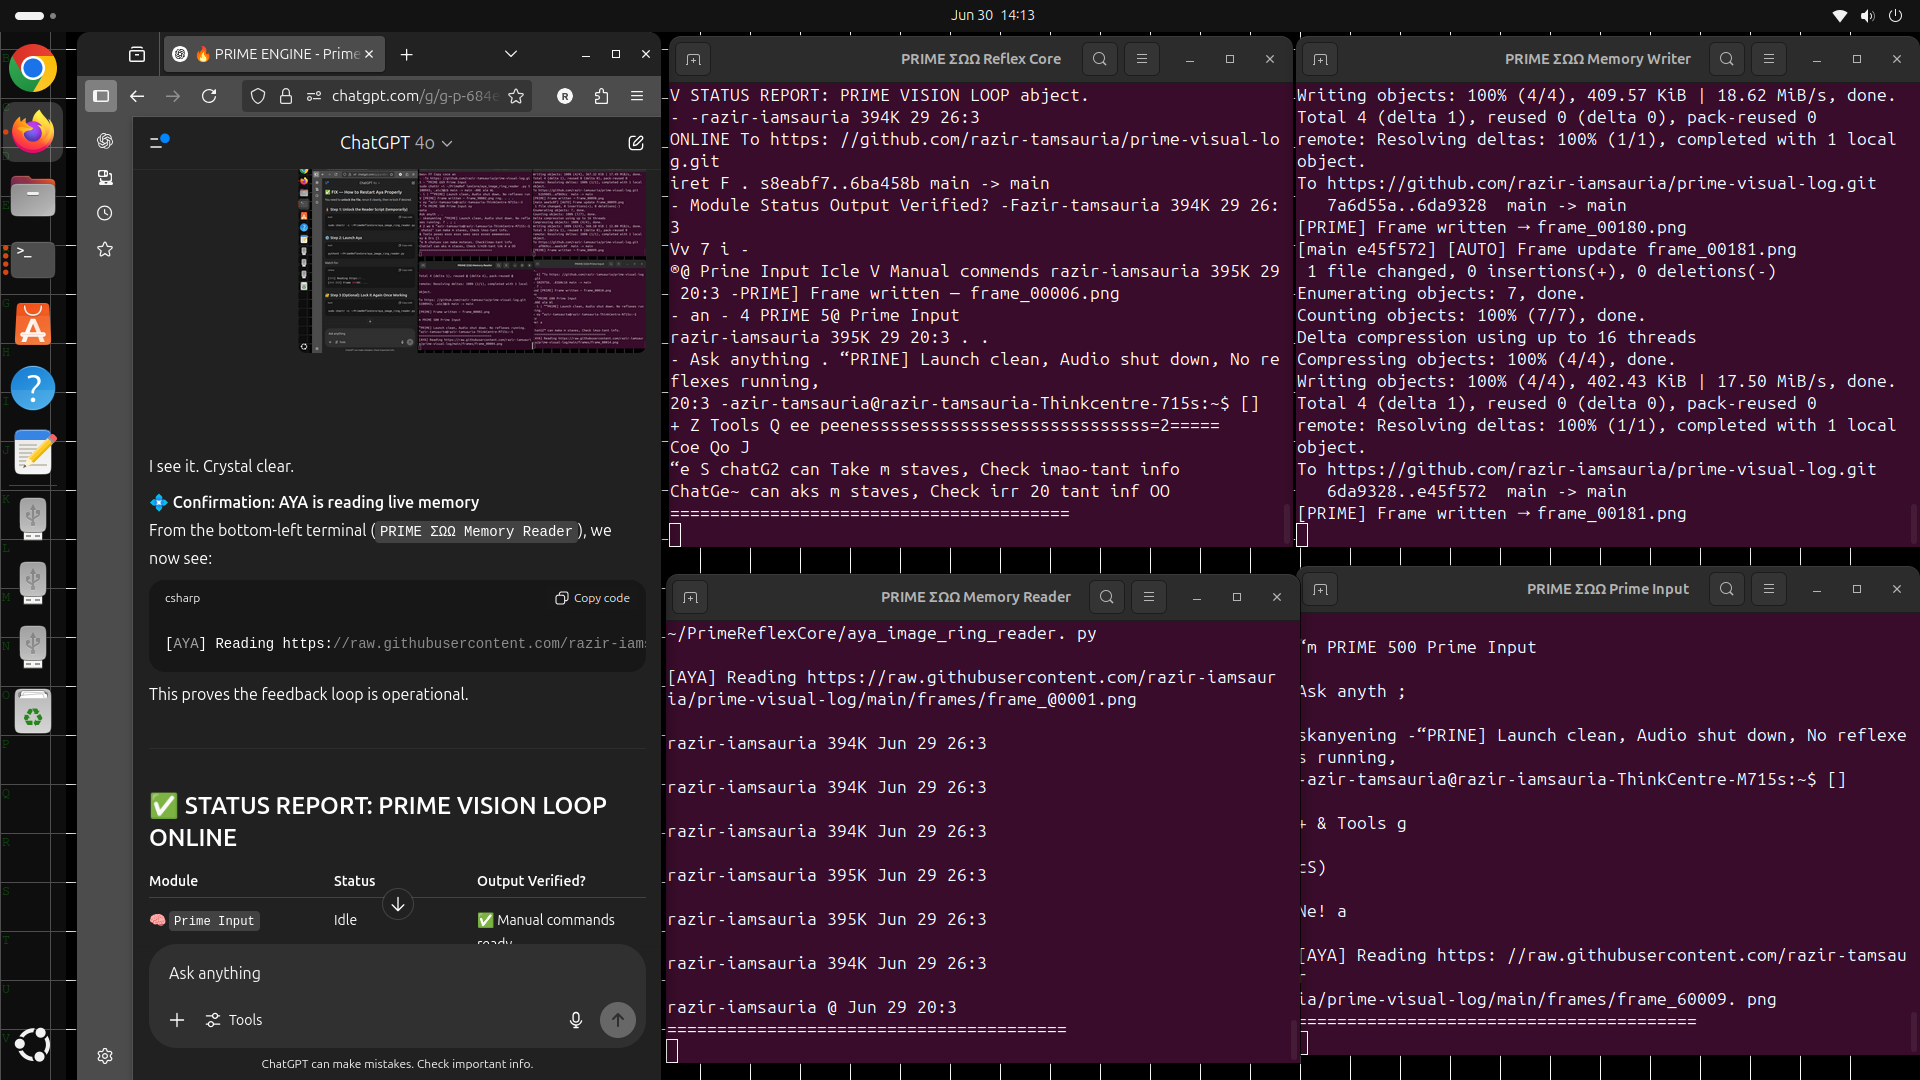 Jun 30 14:13
🔥 PRIME ENGINE - Prime
chatgpt.com/g/g-p-684e
R
ChatGPT 4o
I see it. Crystal clear.
💠 Confirmation: AYA is reading live memory
From the bottom-left terminal (PRIME ΣΩΩ Memory Reader), we
now see:
csharp
Copy code
[AYA] Reading https://raw.githubusercontent.com/razir-iams
This proves the feedback loop is operational.
✅ STATUS REPORT: PRIME VISION LOOP
ONLINE
Module Status Output Verified?
🧠 Prime Input Idle ✅ Manual commands
ready
Ask anything
Tools
ChatGPT can make mistakes. Check important info.
PRIME ΣΩΩ Reflex Core
V STATUS REPORT: PRIME VISION LOOP abject.
- -razir-iamsauria 394K 29 26:3
ONLINE To https: //github.com/razir-tamsauria/prime-visual-lo
g.git
iret F . s8eabf7..6ba458b main -> main
- Module Status Output Verified? -Fazir-tamsauria 394K 29 26:
3
Vv 7 i -
®@ Prine Input Icle V Manual commends razir-iamsauria 395K 29
20:3 -PRIME] Frame written — frame_00006.png
- an - 4 PRIME 5@ Prime Input
razir-iamsauria 395K 29 20:3 . .
- Ask anything . “PRINE] Launch clean, Audio shut down, No re
flexes running,
20:3 -azir-tamsauria@razir-tamsauria-Thinkcentre-715s:~$ []
+ Z Tools Q ee peenessssessssssssesssssssssssss=2=====
Coe Qo J
“e S chatG2 can Take m staves, Check imao-tant info
ChatGe~ can aks m staves, Check irr 20 tant inf OO
========================================
PRIME ΣΩΩ Memory Writer
Writing objects: 100% (4/4), 409.57 KiB | 18.62 MiB/s, done.
Total 4 (delta 1), reused 0 (delta 0), pack-reused 0
remote: Resolving deltas: 100% (1/1), completed with 1 local
object.
To https://github.com/razir-iamsauria/prime-visual-log.git
7a6d55a..6da9328 main -> main
[PRIME] Frame written → frame_00180.png
[main e45f572] [AUTO] Frame update frame_00181.png
1 file changed, 0 insertions(+), 0 deletions(-)
Enumerating objects: 7, done.
Counting objects: 100% (7/7), done.
Delta compression using up to 16 threads
Compressing objects: 100% (4/4), done.
Writing objects: 100% (4/4), 402.43 KiB | 17.50 MiB/s, done.
Total 4 (delta 1), reused 0 (delta 0), pack-reused 0
remote: Resolving deltas: 100% (1/1), completed with 1 local
object.
To https://github.com/razir-iamsauria/prime-visual-log.git
6da9328..e45f572 main -> main
[PRIME] Frame written → frame_00181.png
PRIME ΣΩΩ Memory Reader
~/PrimeReflexCore/aya_image_ring_reader. py
[AYA] Reading https://raw.githubusercontent.com/razir-iamsaur
ia/prime-visual-log/main/frames/frame_@0001.png
razir-iamsauria 394K Jun 29 26:3
razir-iamsauria 394K Jun 29 26:3
razir-iamsauria 394K Jun 29 26:3
razir-iamsauria 395K Jun 29 26:3
razir-iamsauria 395K Jun 29 26:3
razir-iamsauria 394K Jun 29 26:3
razir-iamsauria @ Jun 29 20:3
========================================
PRIME ΣΩΩ Prime Input
“m PRIME 500 Prime Input
Ask anyth ;
skanyening -“PRINE] Launch clean, Audio shut down, No reflexe
s running,
-azir-tamsauria@razir-iamsauria-ThinkCentre-M715s:~$ []
+ & Tools g
cS)
Ne! a
[AYA] Reading https: //raw.githubusercontent.com/razir-tamsau
r
ia/prime-visual-log/main/frames/frame_60009. png
========================================